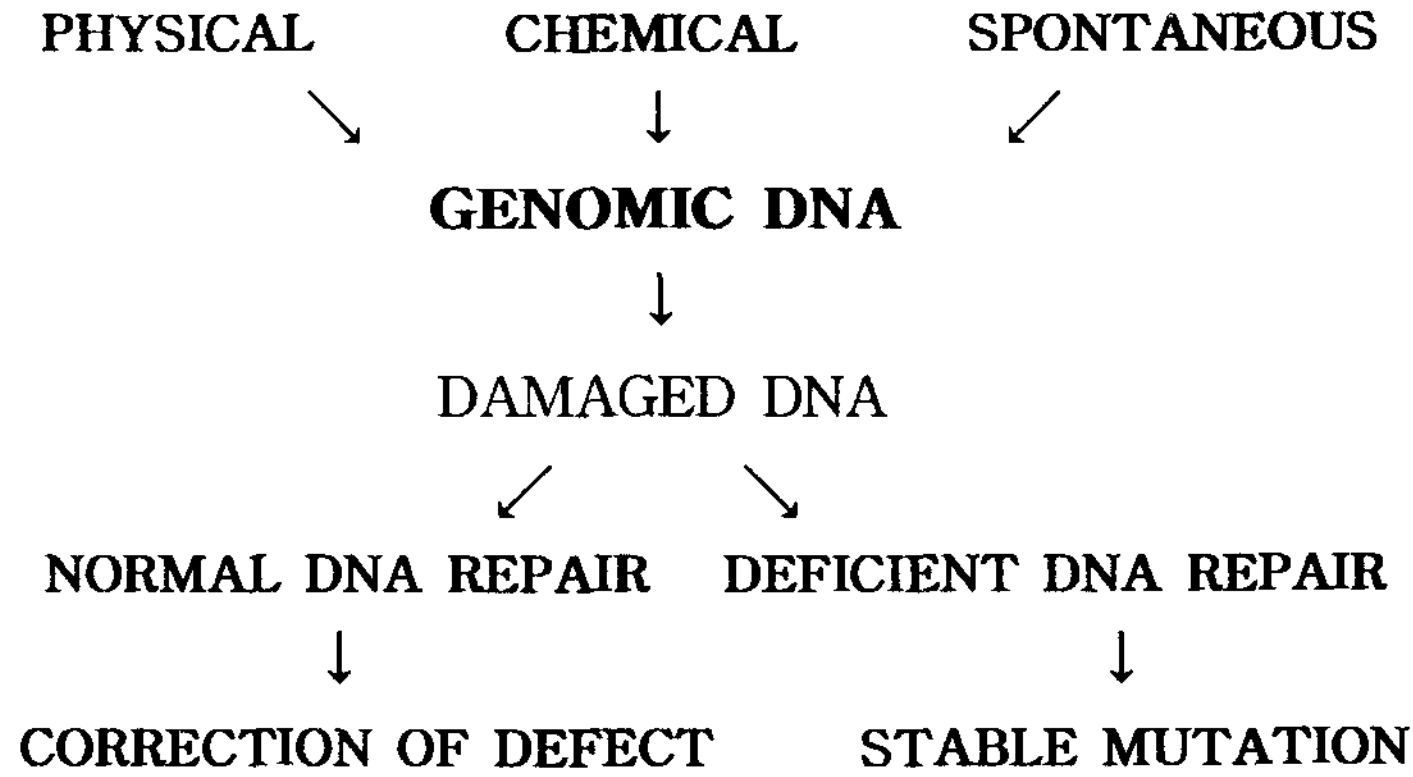 PHYSICAL CHEMICAL SPONTANEOUS
GENOMIC DNA
DAMAGED DNA
NORMAL DNA REPAIR DEFICIENT DNA REPAIR
CORRECTION OF DEFECT STABLE MUTATION